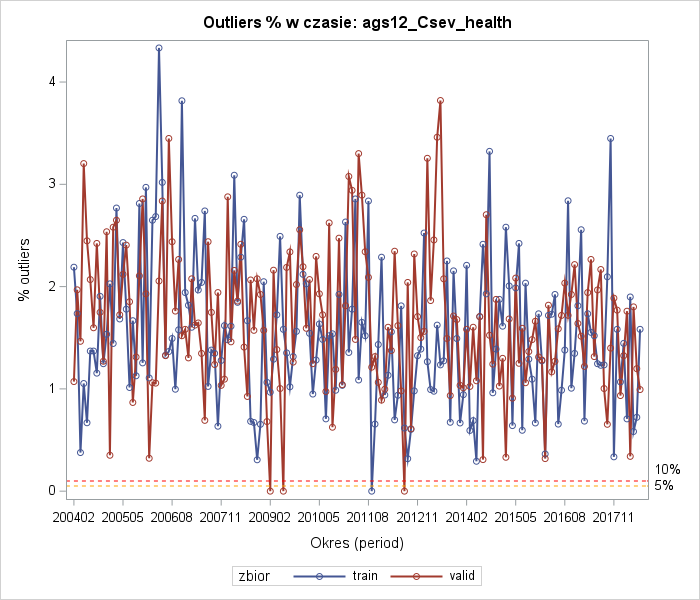 Outliers % w czasie: ags12_Csev_health
4
3
2
1
0
% outliers
10%
5%
200402 200505 200608 200711 200902 201005 201108 201211 201402 201505 201608 201711
Okres (period)
zbior train valid